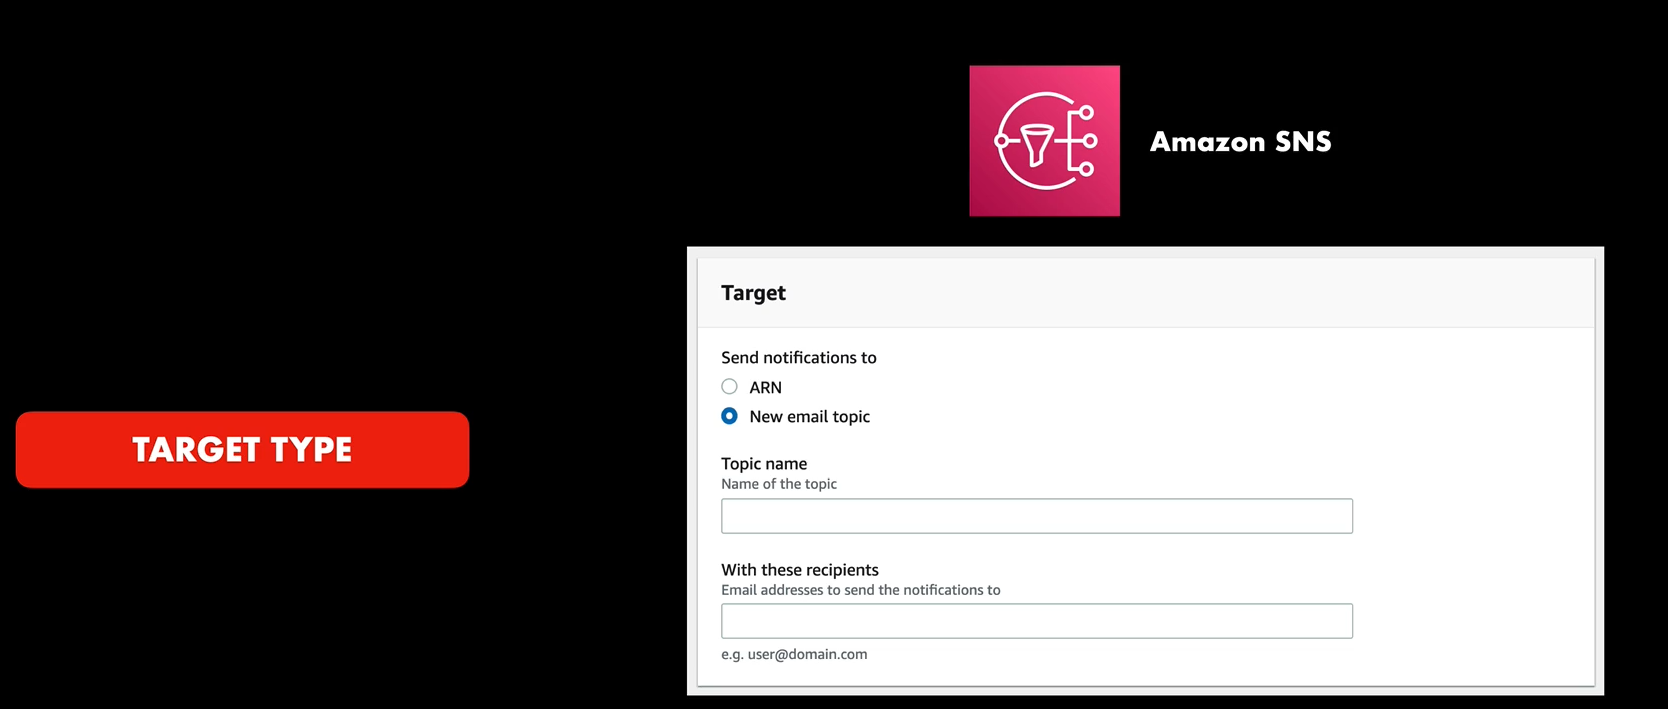 Amazon SNS
TARGET TYPE
Target
Send notifications to
ARN
New email topic
Topic name
Name of the topic
With these recipients
Email addresses to send the notifications to
e.g. user@domain.com